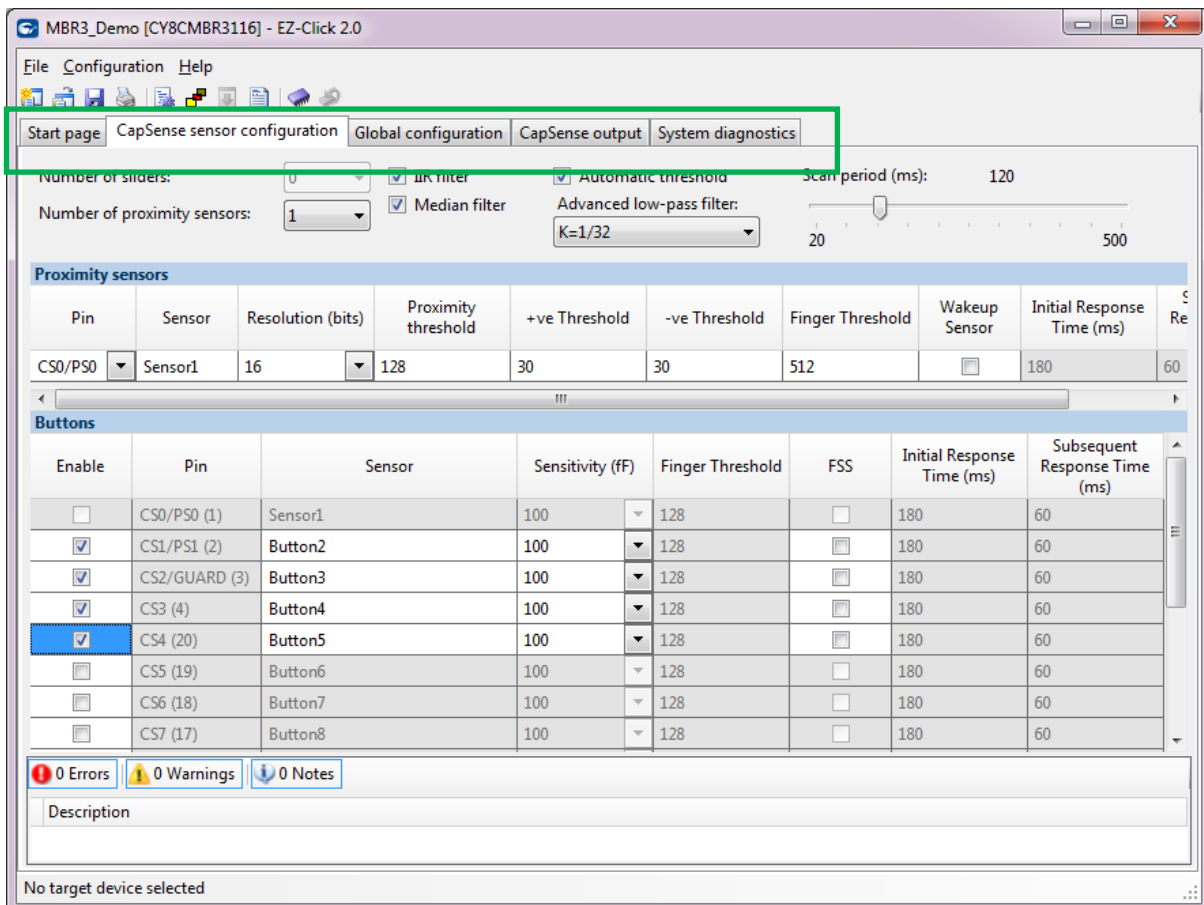 MBR3_Demo [CY8CMBR3116] - EZ-Click 2.0
File Configuration Help
Start page CapSense sensor configuration Global configuration CapSense output System diagnostics
Number of sliders: 0 IIR filter Automatic threshold Scan period (ms): 120
Number of proximity sensors: 1 Median filter Advanced low-pass filter:
K=1/32 20 500
Proximity sensors
Pin Sensor Resolution (bits) Proximity threshold +ve Threshold -ve Threshold Finger Threshold Wakeup Sensor Initial Response Time (ms)
CS0/PS0 Sensor1 16 128 30 30 512 180 60
Buttons
Enable Pin Sensor Sensitivity (fF) Finger Threshold FSS Initial Response Time (ms) Subsequent Response Time (ms)
CS0/PS0 (1) Sensor1 100 128 180 60
CS1/PS1 (2) Button2 100 128 180 60
CS2/GUARD (3) Button3 100 128 180 60
CS3 (4) Button4 100 128 180 60
CS4 (20) Button5 100 128 180 60
CS5 (19) Button6 100 128 180 60
CS6 (18) Button7 100 128 180 60
CS7 (17) Button8 100 128 180 60
0 Errors 0 Warnings 0 Notes
Description
No target device selected